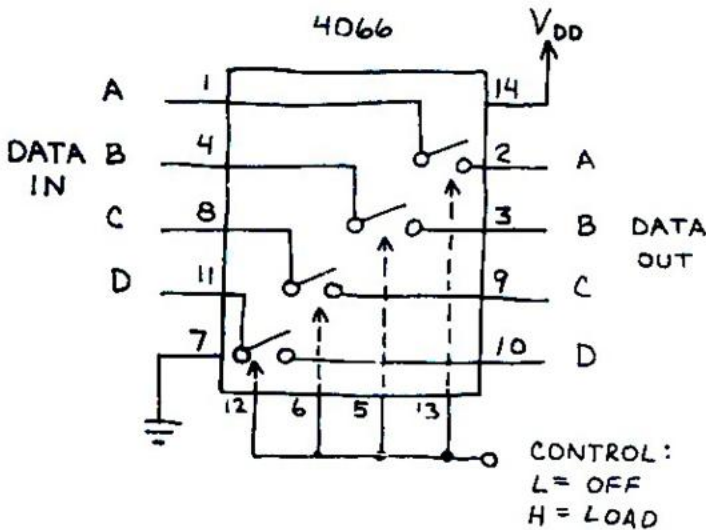 4066
V DD
A 1 14
DATA B 4 2 A
IN
C 8 3 B DATA
OUT
D 11 9 C
7 10 D
12 6 5 13
CONTROL:
L= OFF
H = LOAD